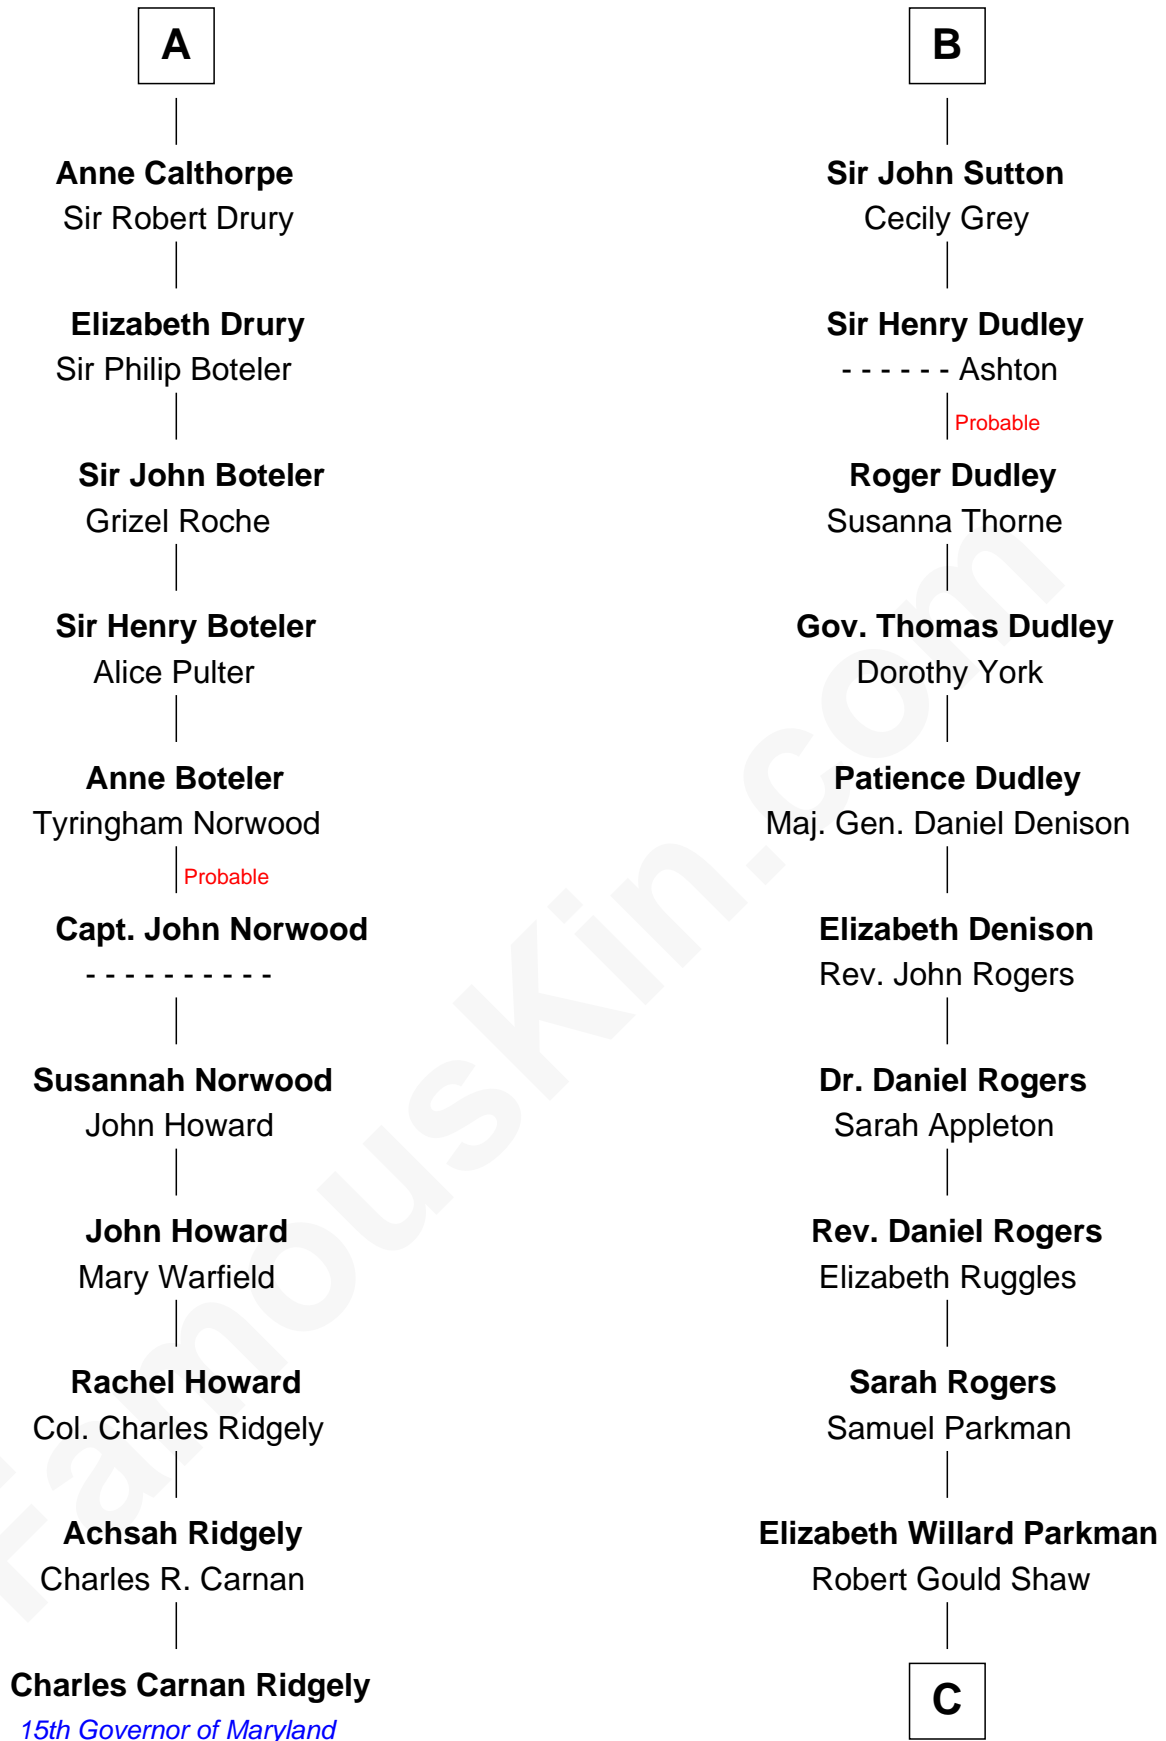 A
Anne Calthorpe
Sir Robert Drury
Elizabeth Drury
Sir Philip Boteler
Sir John Boteler
Grizel Roche
Sir Henry Boteler
Alice Pulter
Anne Boteler
Tyringham Norwood
Probable
Capt. John Norwood
- - - - - - - - - -
Susannah Norwood
John Howard
John Howard
Mary Warfield
Rachel Howard
Col. Charles Ridgely
Achsah Ridgely
Charles R. Carnan
Charles Carnan Ridgely
15th Governor of Maryland
B
Sir John Sutton
Cecily Grey
Sir Henry Dudley
- - - - - - Ashton
Probable
Roger Dudley
Susanna Thorne
Gov. Thomas Dudley
Dorothy York
Patience Dudley
Maj. Gen. Daniel Denison
Elizabeth Denison
Rev. John Rogers
Dr. Daniel Rogers
Sarah Appleton
Rev. Daniel Rogers
Elizabeth Ruggles
Sarah Rogers
Samuel Parkman
Elizabeth Willard Parkman
Robert Gould Shaw
C
FamousKin.com